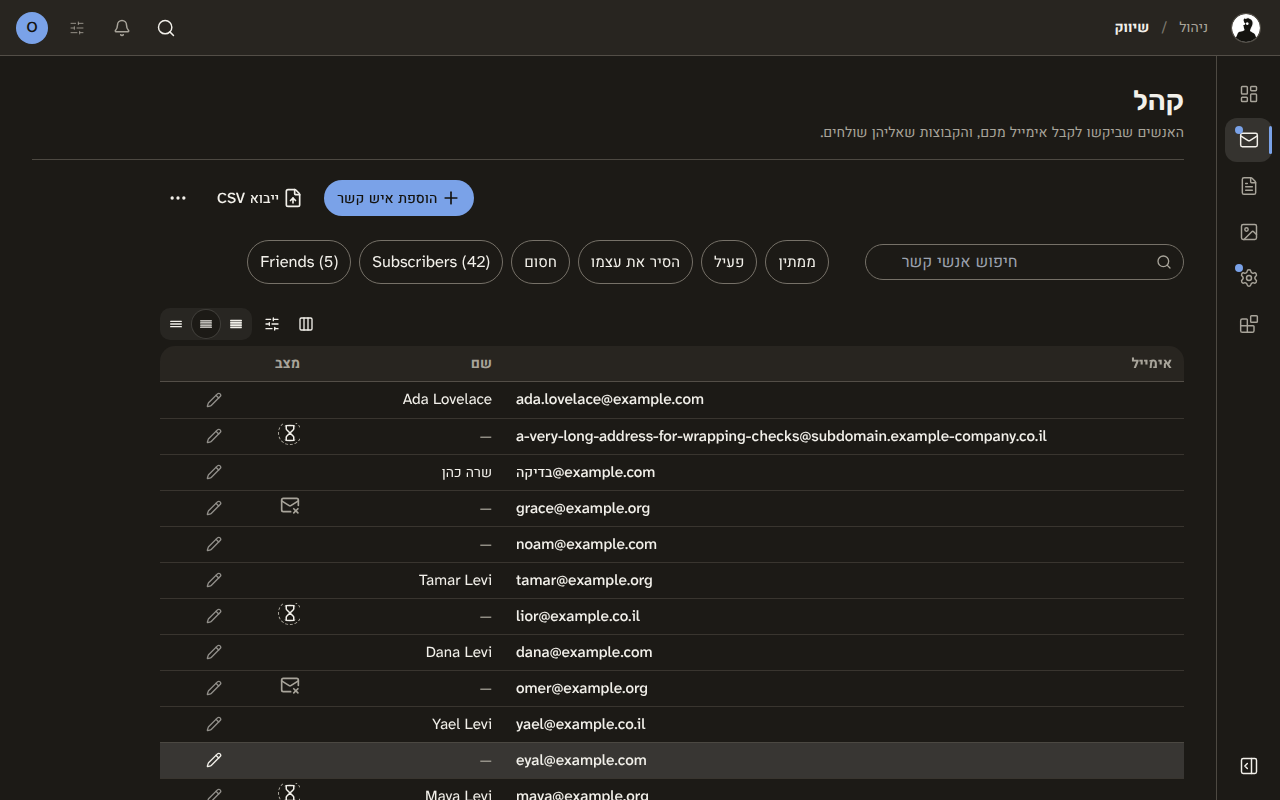 ניהול / שיווק
O
קהל
האנשים שביקשו לקבל אימייל מכם, והקבוצות שאליהן שולחים.
הוספת איש קשר
ייבוא CSV
חיפוש אנשי קשר
ממתין
פעיל
הסיר את עצמו
חסום
Subscribers (42)
Friends (5)
אימייל שם מצב
ada.lovelace@example.com Ada Lovelace
a-very-long-address-for-wrapping-checks@subdomain.example-company.co.il —
בדיקה@example.com שרה כהן
grace@example.org —
noam@example.com —
tamar@example.org Tamar Levi
lior@example.co.il —
dana@example.com Dana Levi
omer@example.org —
yael@example.co.il Yael Levi
eyal@example.com —
maya@example.org Maya Levi